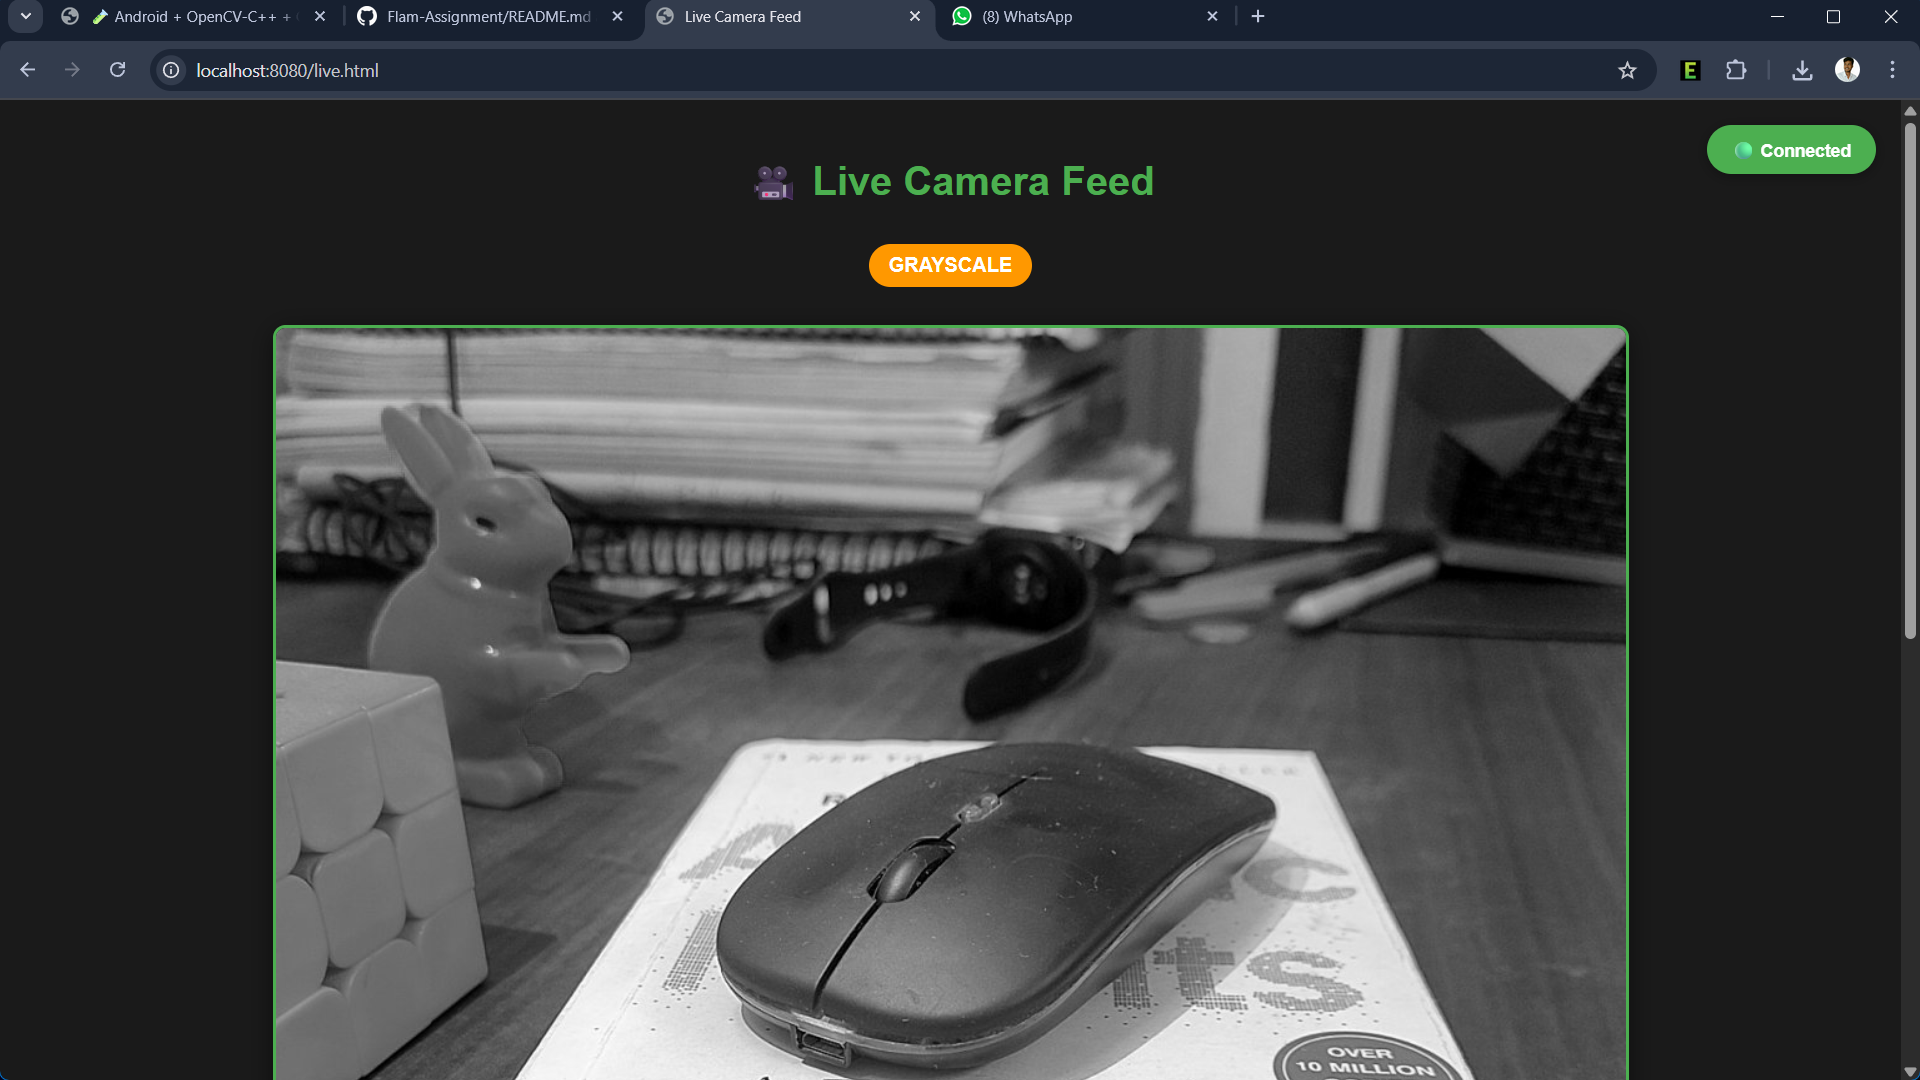 Android + OpenCV-C++ +
Flam-Assignment/README.md
Live Camera Feed
(8) WhatsApp
localhost:8080/live.html
E
Connected
Live Camera Feed
GRAYSCALE
c
its
OVER
10 MILLION